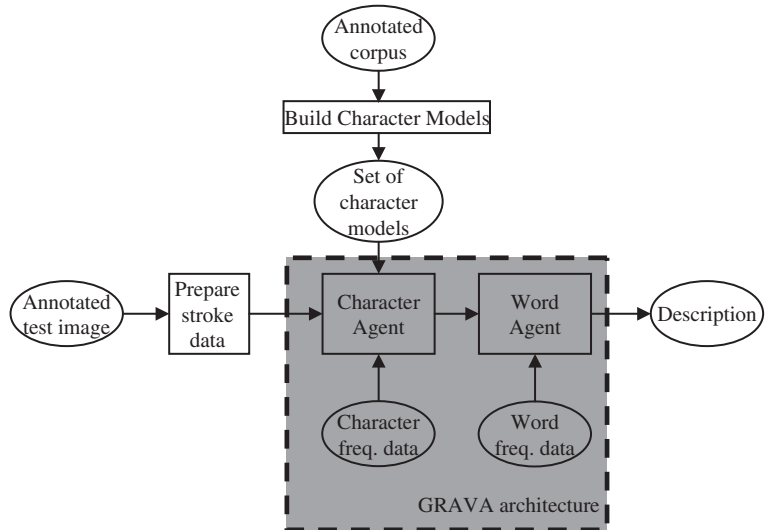 Annotated
corpus
Build Character Models
Set of
character
models
Annotated
test image
Prepare
stroke
data
Character
Agent
Word
Agent
Description
Character
freq. data
Word
freq. data
GRAVA architecture